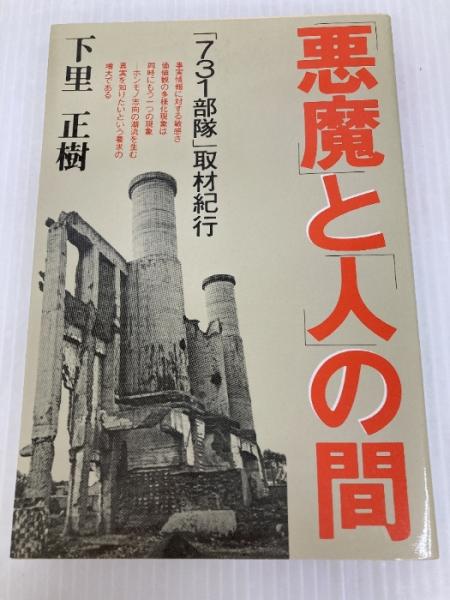 「悪魔」と「人」の間
「731部隊」取材紀行
事実情報に対する敏感さ
価値観の多様化現象は
同時にもう一つの現象
―ホンモノ志向の潮流を生む
真実を知りたいという要求の
増大である
下里正樹